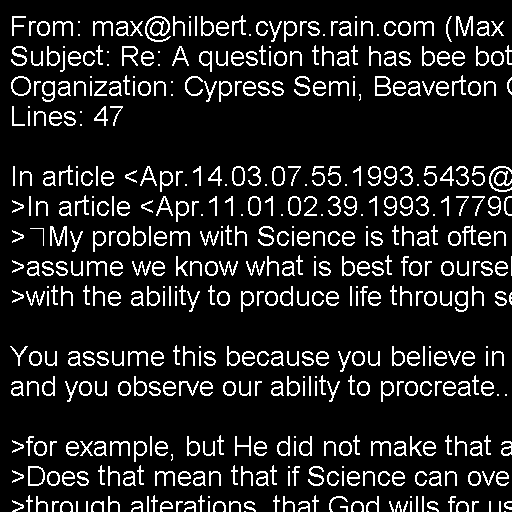 From: max@hilbert.cyprs.rain.com (Max
Subject: Re: A question that has bee bot
Organization: Cypress Semi, Beaverton
Lines: 47

In article <Apr.14.03.07.55.1993.5435@
>In article <Apr.11.01.02.39.1993.17790
>My problem with Science is that often
>assume we know what is best for oursel
>with the ability to produce life through se

You assume this because you believe in
and you observe our ability to procreate..

>for example, but He did not make that a
>Does that mean that if Science can ove
>through alterations, that God wills for us